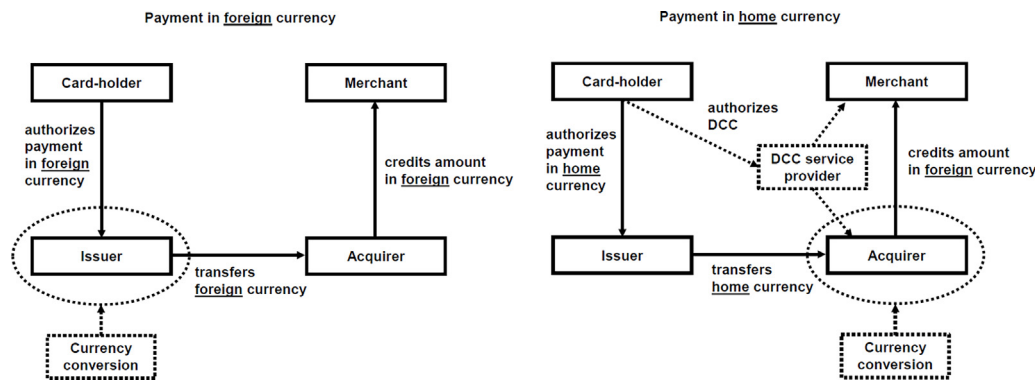 Payment in foreign currency
Card-holder
Merchant
authorizes
payment
in foreign
currency
credits amount
in foreign currency
Issuer
Acquirer
transfers
foreign currency
Currency
conversion
Payment in home currency
Card-holder
Merchant
authorizes
DCC
authorizes
payment
in home
currency
DCC service
provider
credits amount
in foreign currency
Issuer
Acquirer
transfers
home currency
Currency
conversion